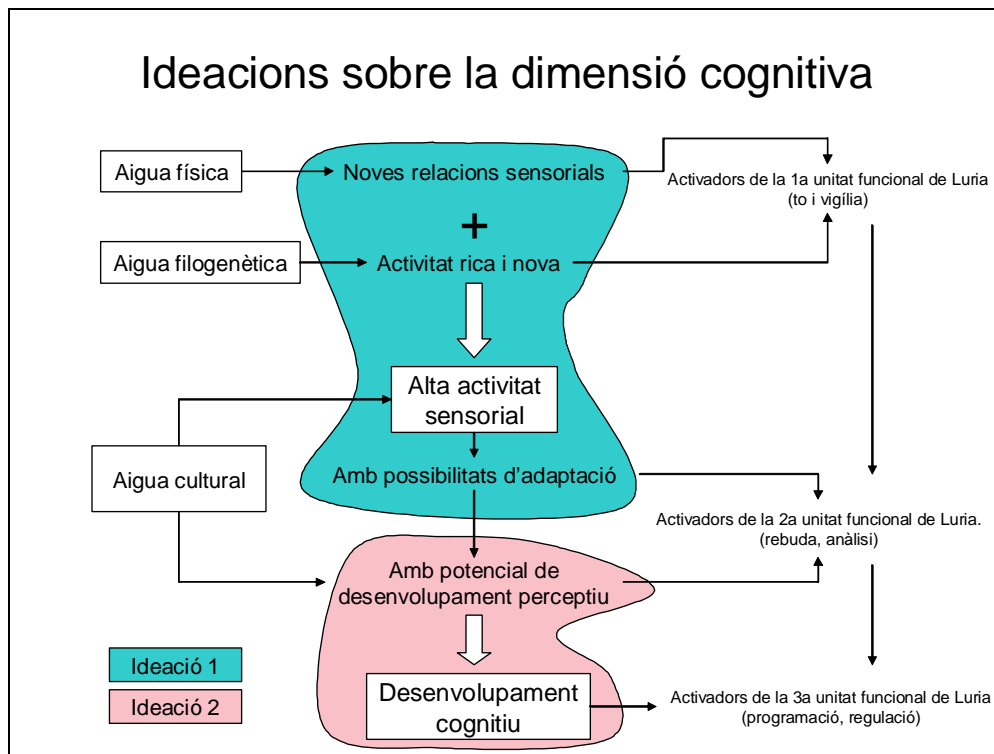 Ideacions sobre la dimensió cognitiva
Aigua física
Noves relacions sensorials
Activadors de la 1a unitat funcional de Luria
(to i vigília)
+
Aigua filogenètica
Activitat rica i nova
Alta activitat
sensorial
Aigua cultural
Amb possibilitats d'adaptació
Activadors de la 2a unitat funcional de Luria.
(rebuda, anàlisi)
Amb potencial de
desenvolupament perceptiu
Ideació 1
Ideació 2
Desenvolupament
cognitiu
Activadors de la 3a unitat funcional de Luria
(programació, regulació)